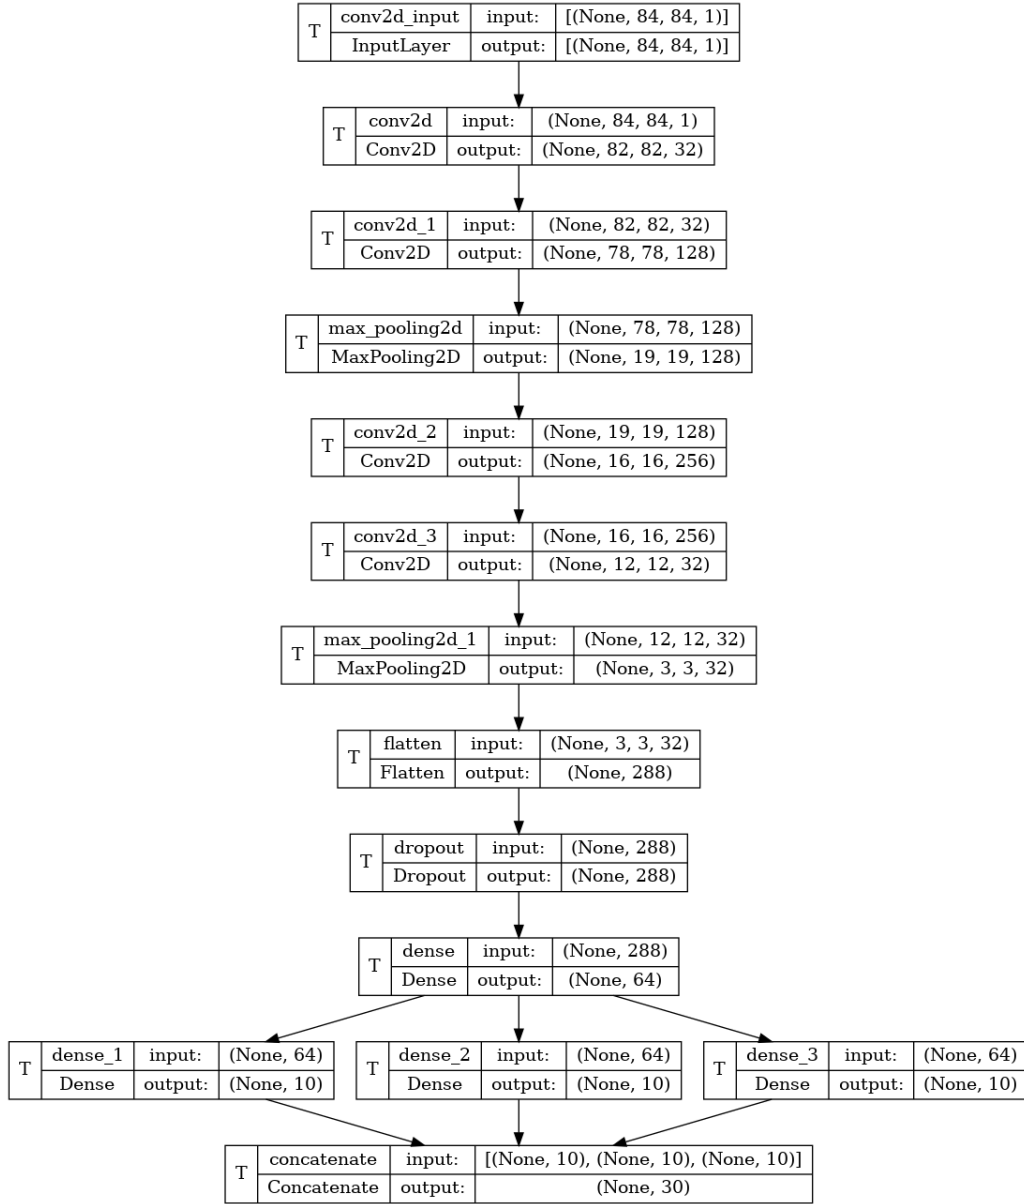 T conv2d_input input: [(None, 84, 84, 1)]
InputLayer output: [(None, 84, 84, 1)]
T conv2d input: (None, 84, 84, 1)
Conv2D output: (None, 82, 82, 32)
T conv2d_1 input: (None, 82, 82, 32)
Conv2D output: (None, 78, 78, 128)
T max_pooling2d input: (None, 78, 78, 128)
MaxPooling2D output: (None, 19, 19, 128)
T conv2d_2 input: (None, 19, 19, 128)
Conv2D output: (None, 16, 16, 256)
T conv2d_3 input: (None, 16, 16, 256)
Conv2D output: (None, 12, 12, 32)
T max_pooling2d_1 input: (None, 12, 12, 32)
MaxPooling2D output: (None, 3, 3, 32)
T flatten input: (None, 3, 3, 32)
Flatten output: (None, 288)
T dropout input: (None, 288)
Dropout output: (None, 288)
T dense input: (None, 288)
Dense output: (None, 64)
T dense_1 input: (None, 64)
Dense output: (None, 10)
T dense_2 input: (None, 64)
Dense output: (None, 10)
T dense_3 input: (None, 64)
Dense output: (None, 10)
T concatenate input: [(None, 10), (None, 10), (None, 10)]
Concatenate output: (None, 30)